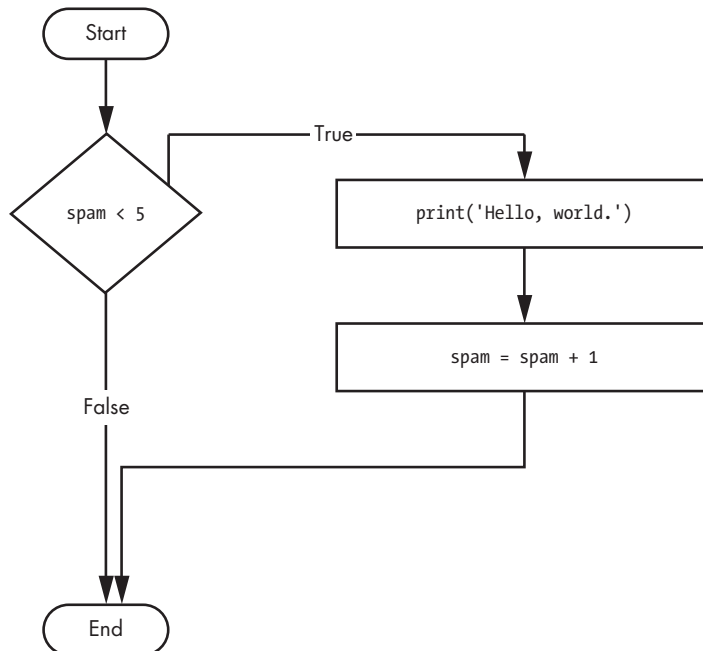 Start
True
spam < 5
print('Hello, world.')
spam = spam + 1
False
End